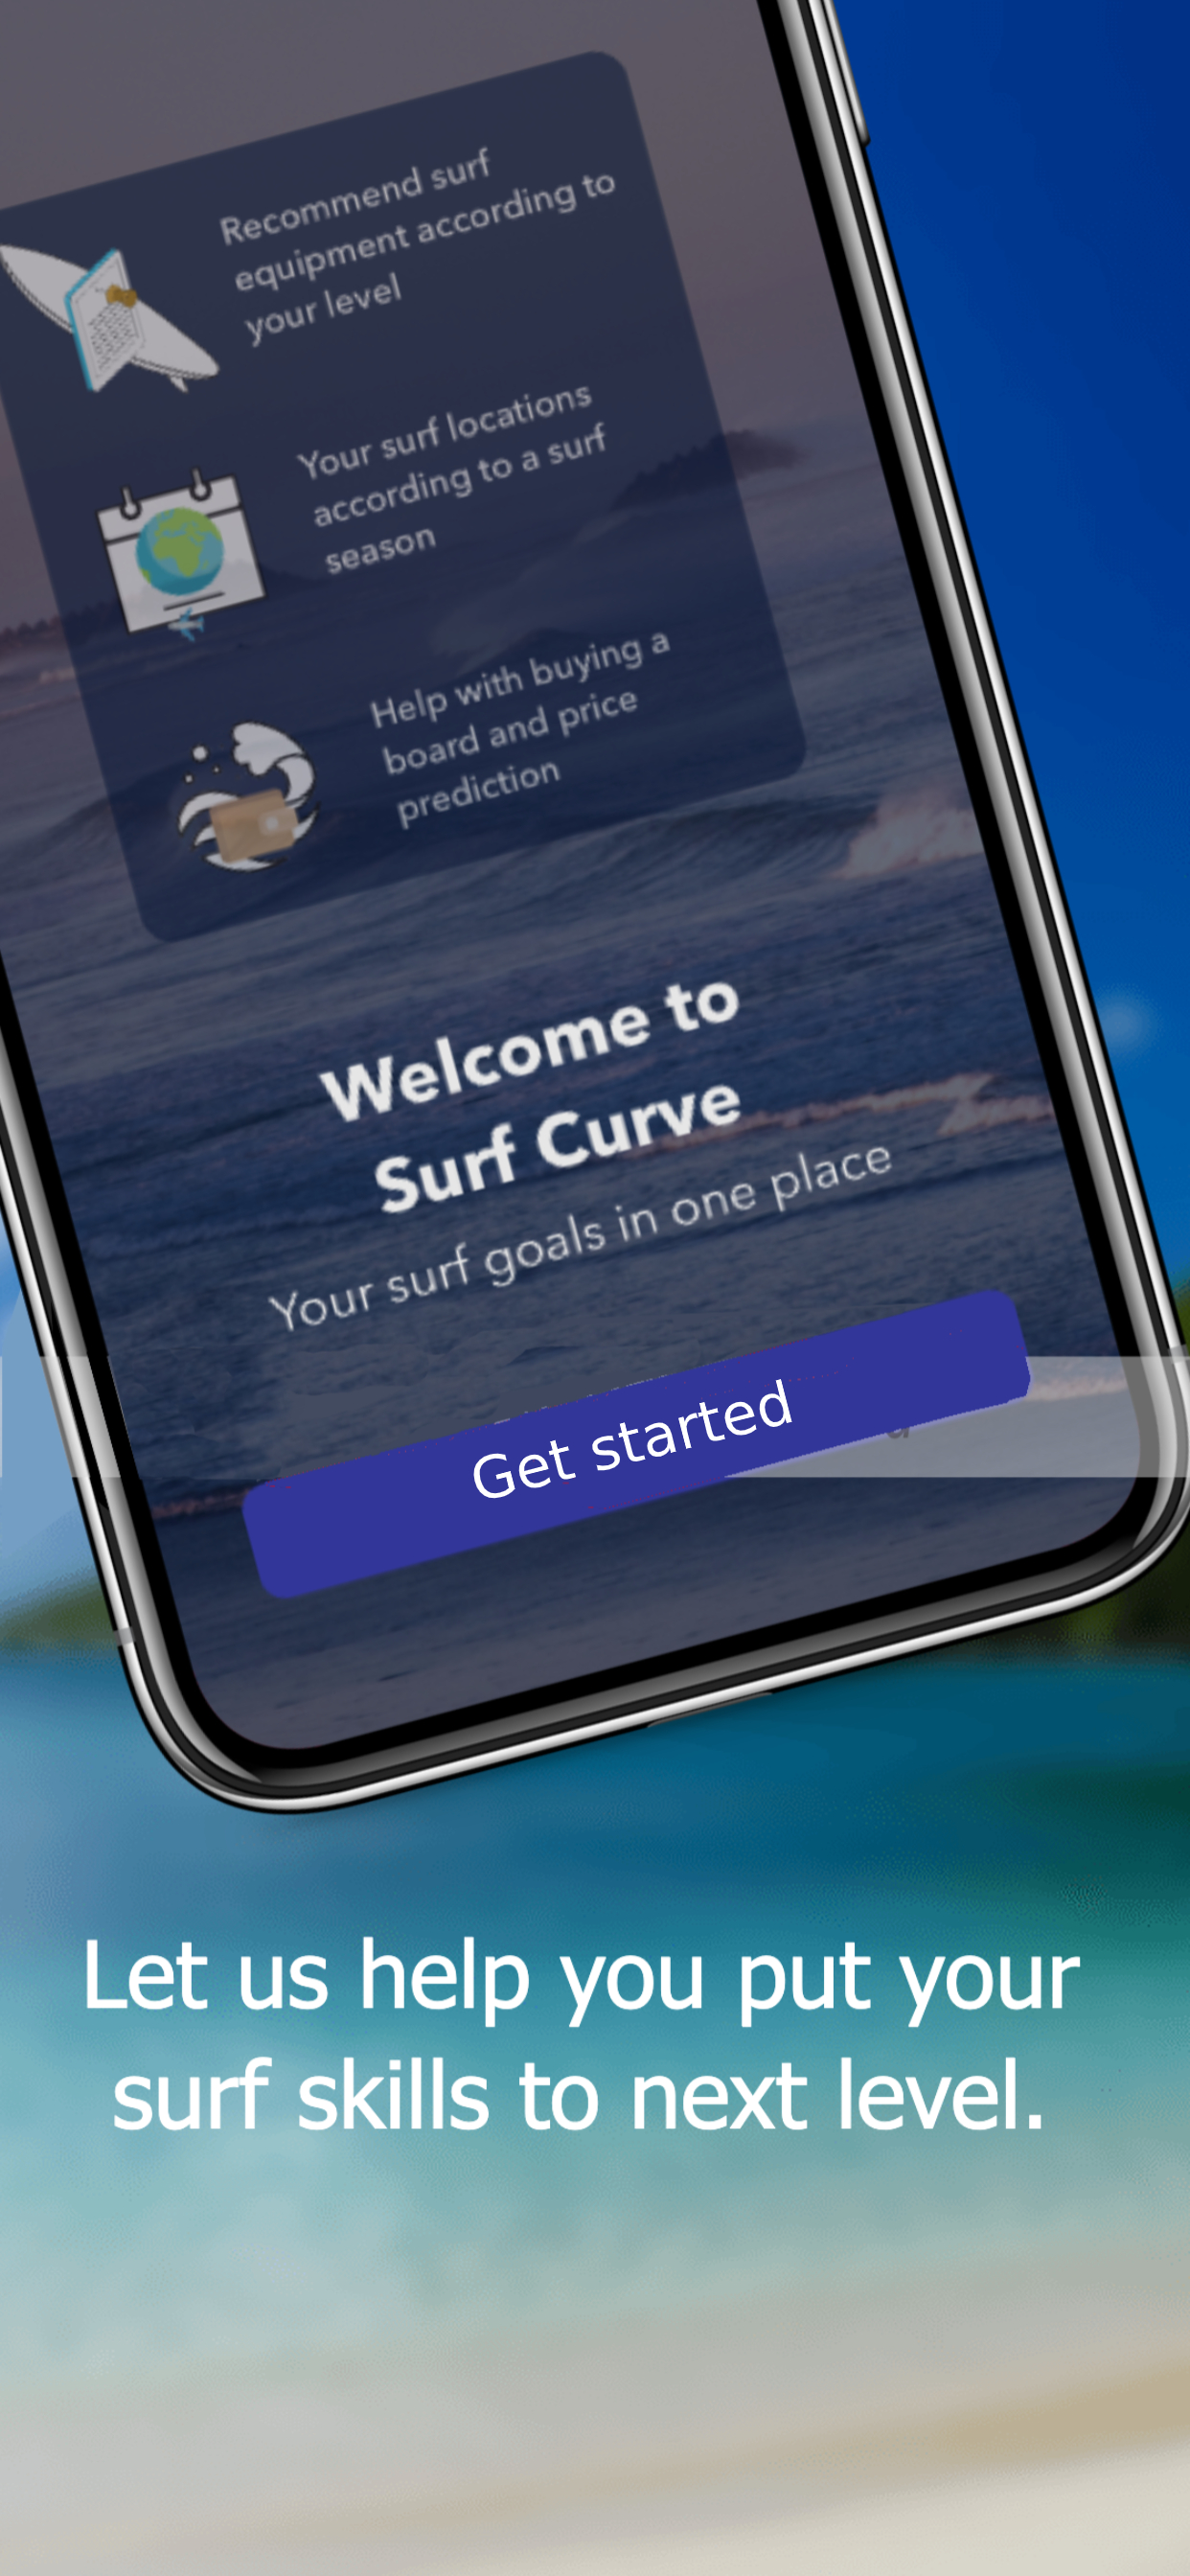 Recommend surf
equipment according to
your level
Your surf locations
according to a surf
season
Help with buying a
board and price
prediction
Welcome to
Surf Curve
Your surf goals in one place
Get started
Let us help you put your
surf skills to next level.